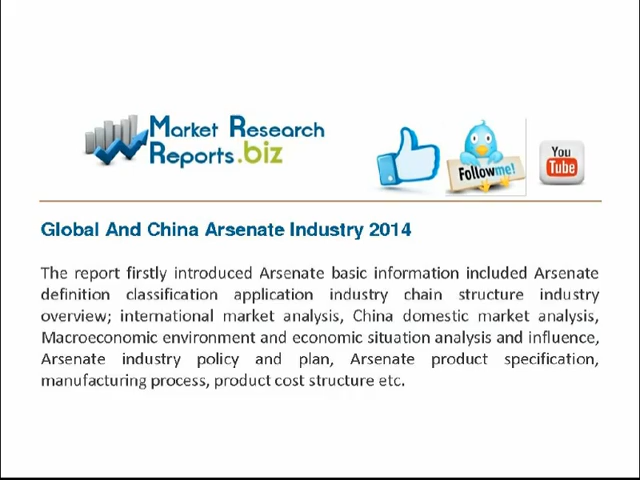 Market Research
Reports.biz
Follow me!
You
Tube
Global And China Arsenate Industry 2014
The report firstly introduced Arsenate basic information included Arsenate
definition classification application industry chain structure industry
overview; international market analysis, China domestic market analysis,
Macroeconomic environment and economic situation analysis and influence,
Arsenate industry policy and plan, Arsenate product specification,
manufacturing process, product cost structure etc.